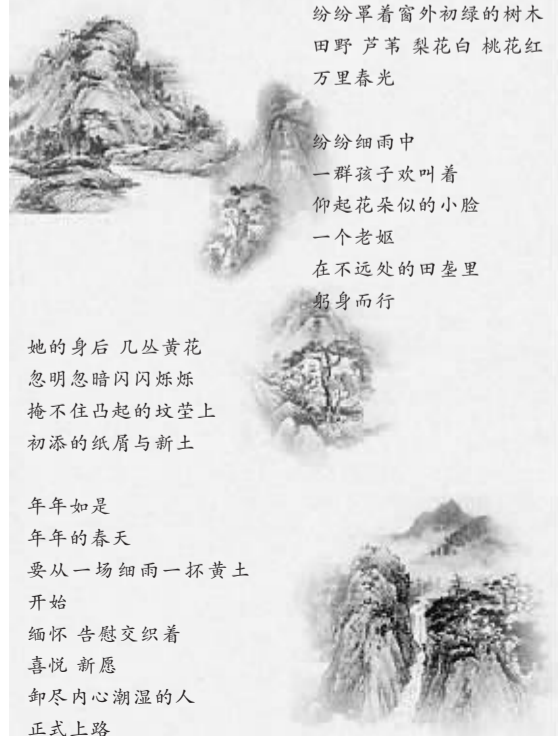 纷纷罩着窗外初绿的树木
田野 芦苇 梨花白 桃花红
万里春光
纷纷细雨中
一群孩子欢叫着
仰起花朵似的小脸
一个老妪
在不远处的田垄里
躬身而行
她的身后 几丛黄花
忽明忽暗闪闪烁烁
掩不住凸起的坟茔上
初添的纸屑与新土
年年如是
年年的春天
要从一场细雨一抔黄土
开始
缅怀 告慰交织着
喜悦 新愿
卸尽内心潮湿的人
正式上路